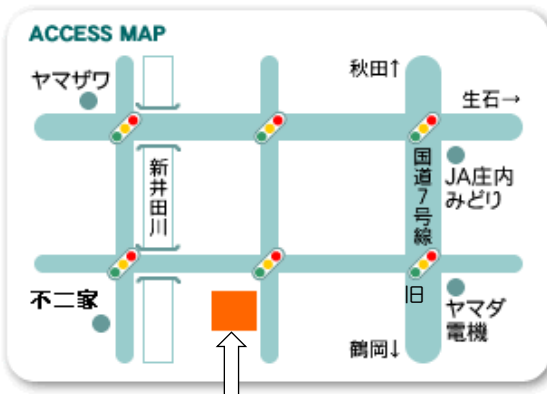 ACCESS MAP
ヤマザワ
秋田↑
生石→
新井田川
国道7号線
JA庄内
みどり
不二家
旧
ヤマダ
電機
鶴岡↓